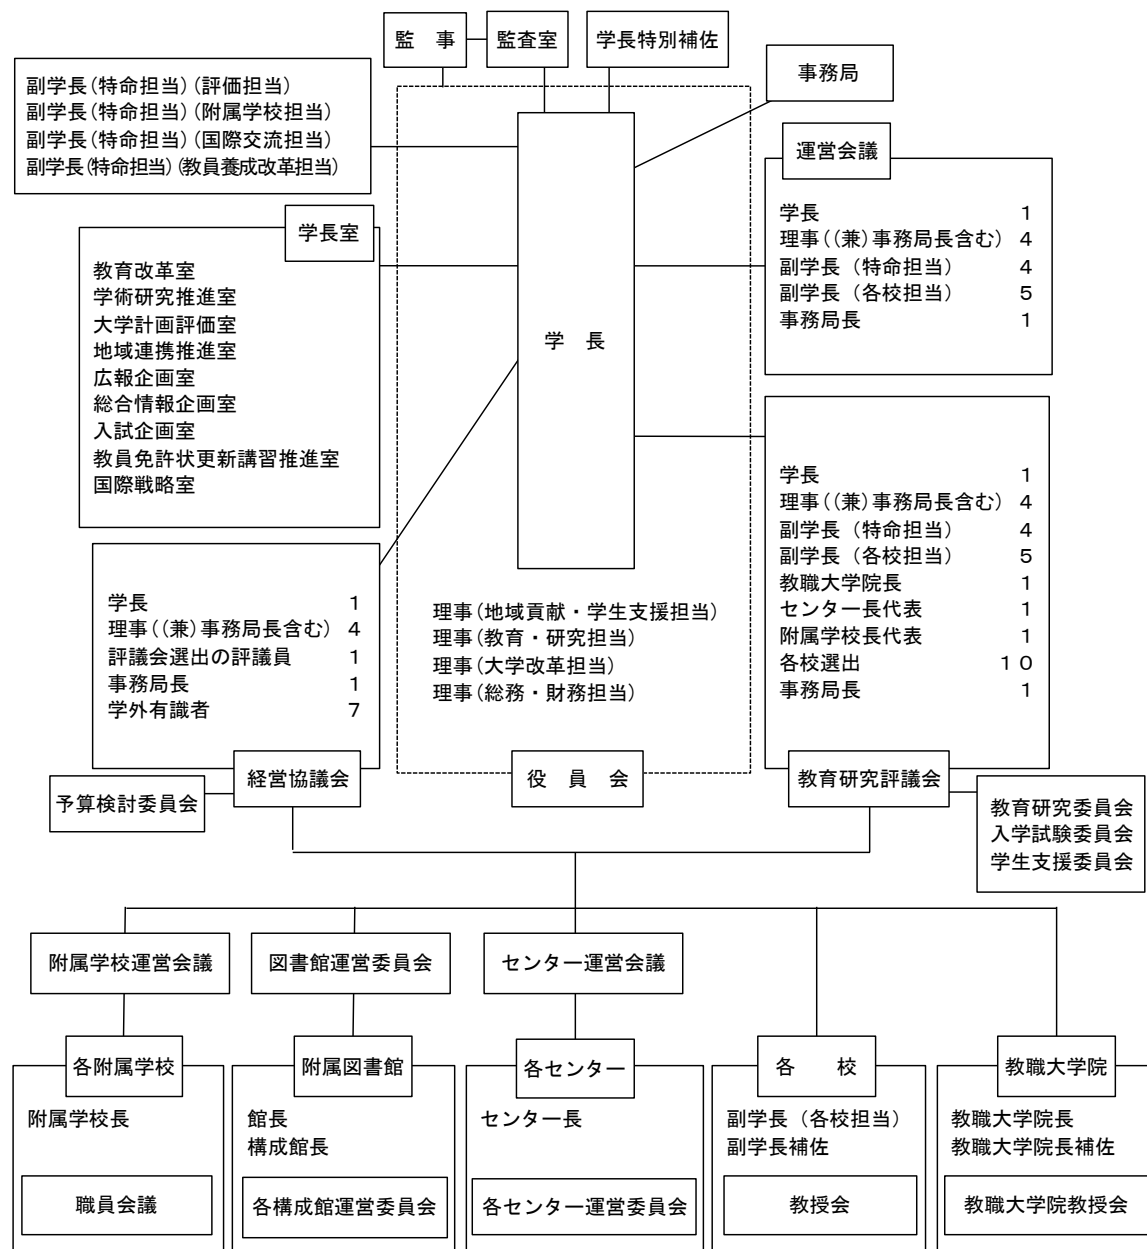 監　事
監査室
学長特別補佐
事務局
副学長(特命担当)(評価担当)
副学長(特命担当)(附属学校担当)
副学長(特命担当)(国際交流担当)
副学長(特命担当)(教員養成改革担当)
運営会議
学長　1
理事((兼)事務局長含む)　4
副学長（特命担当）　4
副学長（各校担当）　5
事務局長　1
学長室
教育改革室
学術研究推進室
大学計画評価室
地域連携推進室
広報企画室
総合情報企画室
入試企画室
教員免許状更新講習推進室
国際戦略室
学　長
学長　1
理事((兼)事務局長含む)　4
副学長（特命担当）　4
副学長（各校担当）　5
教職大学院長　1
センター長代表　1
附属学校長代表　1
各校選出　１０
事務局長　1
教育研究評議会
学長　1
理事((兼)事務局長含む)　4
評議会選出の評議員　1
事務局長　1
学外有識者　7
経営協議会
理事(地域貢献・学生支援担当)
理事(教育・研究担当)
理事(大学改革担当)
理事(総務・財務担当)
役　員　会
予算検討委員会
教育研究委員会
入学試験委員会
学生支援委員会
附属学校運営会議
図書館運営委員会
センター運営会議
各附属学校
附属学校長
職員会議
附属図書館
館長
構成館長
各構成館運営委員会
各センター
センター長
各センター運営委員会
各　　校
副学長（各校担当）
副学長補佐
教授会
教職大学院
教職大学院長
教職大学院長補佐
教職大学院教授会